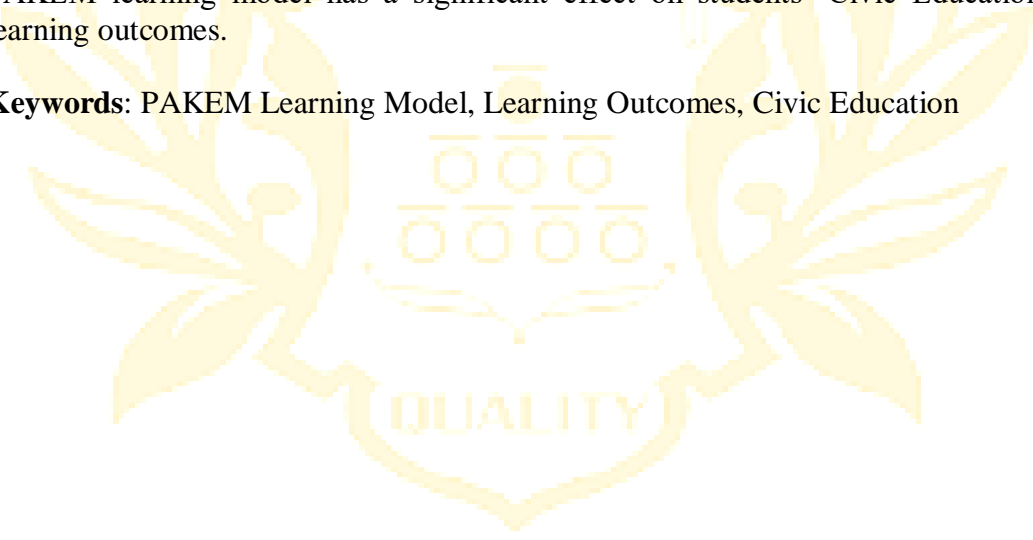 PAKEM learning model has a significant effect on students' Civic Education
learning outcomes.
Keywords: PAKEM Learning Model, Learning Outcomes, Civic Education
QUALITY